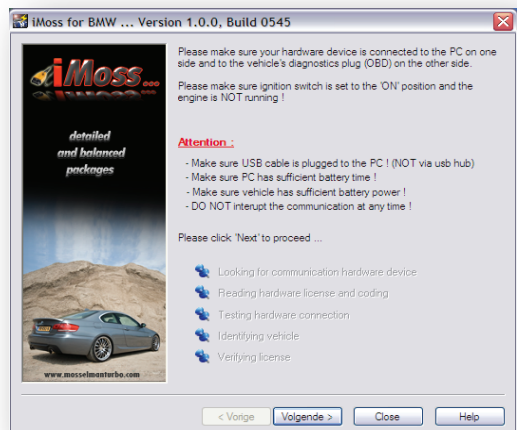 iMoss for BMW ... Version 1.0.0, Build 0545
iMoss...
detailed
and balanced
packages
www.mosselmanturbo.com
Please make sure your hardware device is connected to the PC on one
side and to the vehicle's diagnostics plug (OBD) on the other side.
Please make sure ignition switch is set to the 'ON' position and the
engine is NOT running !
Attention :
- Make sure USB cable is plugged to the PC ! (NOT via usb hub)
- Make sure PC has sufficient battery time !
- Make sure vehicle has sufficient battery power !
- DO NOT interupt the communication at any time !
Please click 'Next' to proceed ...
Looking for communication hardware device
Reading hardware license and coding
Testing hardware connection
Identifying vehicle
Verifying license
< Vorige
Volgende >
Close
Help